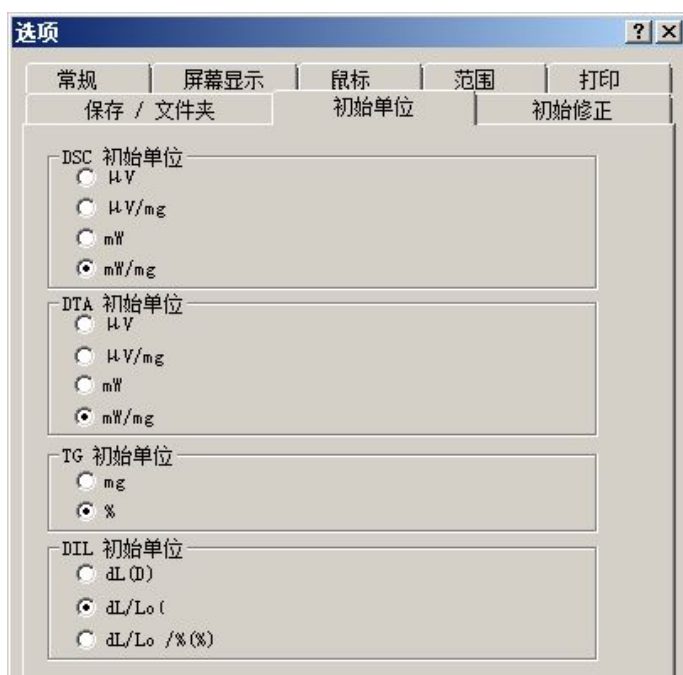 选项
常规 屏幕显示 鼠标 范围 打印
保存 / 文件夹 初始单位 初始修正
DSC 初始单位
μV
μV/mg
mW
mW/mg
DTA 初始单位
μV
μV/mg
mW
mW/mg
TG 初始单位
mg
%
DIL 初始单位
dL(D)
dL/Lo(
dL/Lo /%(%)